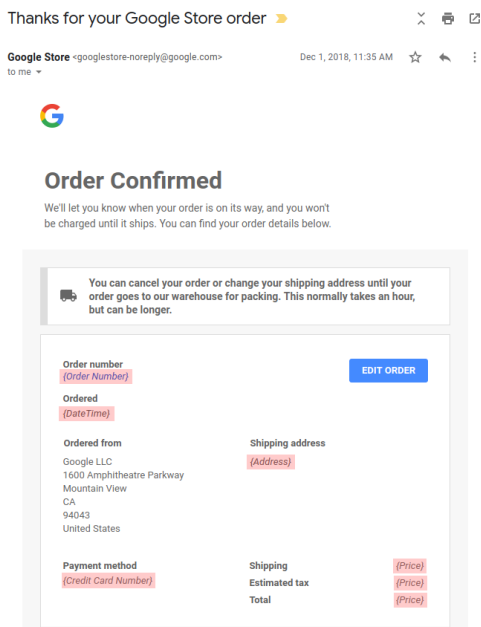 Thanks for your Google Store order
Google Store <googlestore-noreply@google.com>
Dec 1, 2018, 11:35 AM
to me
Order Confirmed
We'll let you know when your order is on its way, and you won't
be charged until it ships. You can find your order details below.
You can cancel your order or change your shipping address until your
order goes to our warehouse for packing. This normally takes an hour,
but can be longer.
Order number
{Order Number}
EDIT ORDER
Ordered
{DateTime}
Ordered from
Google LLC
1600 Amphitheatre Parkway
Mountain View
CA
94043
United States
Shipping address
{Address}
Payment method
{Credit Card Number}
Shipping {Price}
Estimated tax {Price}
Total {Price}